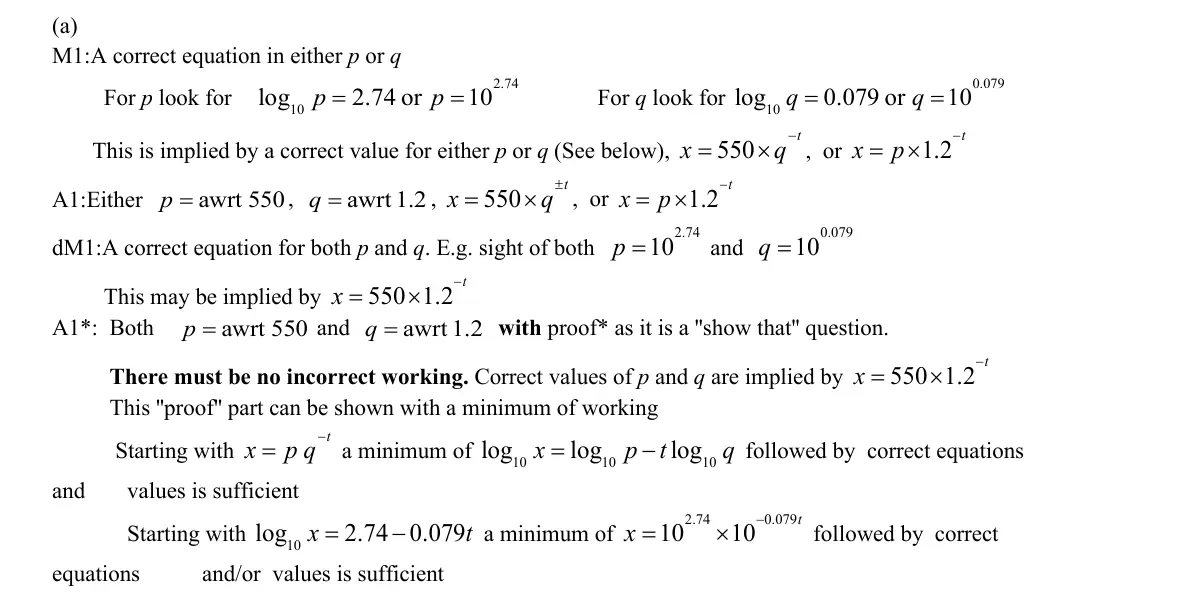 (a)
M1:A correct equation in either p or q
For p look for log₁₀ p = 2.74 or p = 10^2.74 For q look for log₁₀ q = 0.079 or q = 10^0.079
This is implied by a correct value for either p or q (See below), x = 550 × q^−t , or x = p × 1.2^−t
A1:Either p = awrt 550 , q = awrt 1.2 , x = 550 × q^±t , or x = p × 1.2^−t
dM1:A correct equation for both p and q. E.g. sight of both p = 10^2.74 and q = 10^0.079
This may be implied by x = 550 × 1.2^−t
A1*: Both p = awrt 550 and q = awrt 1.2 with proof* as it is a "show that" question.
There must be no incorrect working. Correct values of p and q are implied by x = 550 × 1.2^−t
This "proof" part can be shown with a minimum of working
Starting with x = p q^−t a minimum of log₁₀ x = log₁₀ p − t log₁₀ q followed by correct equations
and values is sufficient
Starting with log₁₀ x = 2.74 − 0.079t a minimum of x = 10^2.74 × 10^−0.079t followed by correct
equations and/or values is sufficient